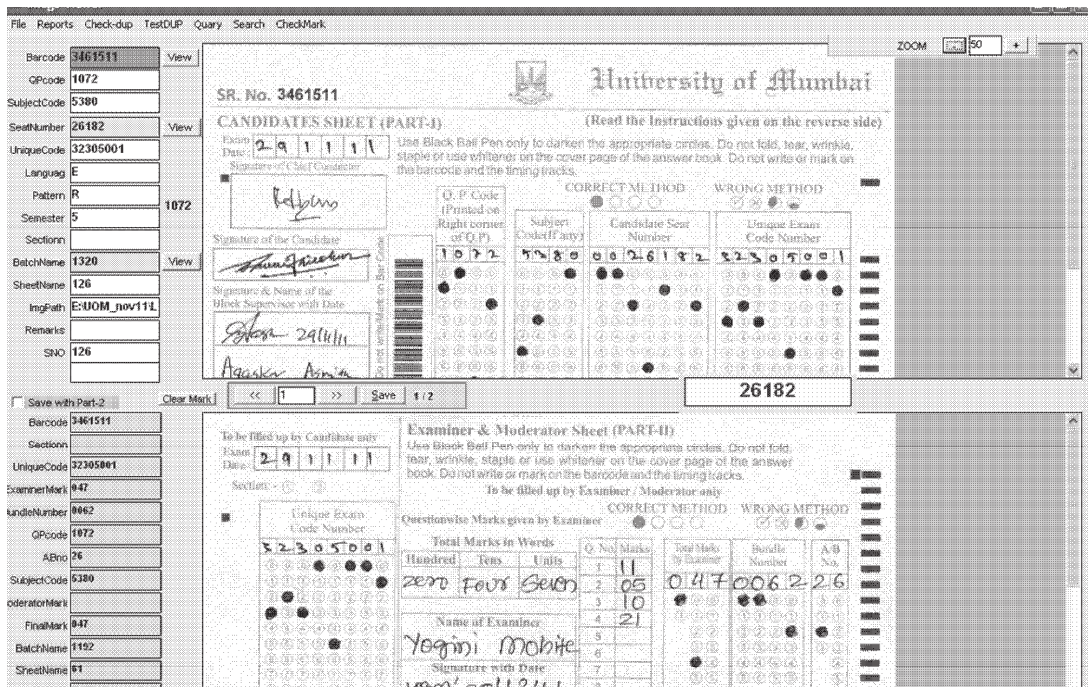 File Reports Check-dup TestDUP Quary Search CheckMark
ZOOM 50 +
Barcode 3461511 View
QPcode 1072
SubjectCode 5380
SeatNumber 26182 View
UniqueCode 32305001
Languag E
Pattern R
1072
Semester 5
Sectionn
BatchName 1320 View
SheetName 126
ImgPath E:\UOM_nov11\L
Remarks
SNO 126
University of Mumbai
SR. No. 3461511
CANDIDATES SHEET (PART-I) (Read the Instructions given on the reverse side)
Exam Date: 2 9 1 1 1 1
Use Black Ball Pen only to darken the appropriate circles. Do not fold, tear, wrinkle,
staple or use whitener on the cover page of the answer book. Do not write or mark on
the barcode and the timing tracks.
CORRECT METHOD WRONG METHOD
Q. P. Code
(Printed on
Right corner
of Q.P)
Subject
Code(If any)
Candidate Seat
Number
Unique Exam
Code Number
1 0 7 2 5 3 8 0 0 0 2 6 1 8 2 3 2 3 0 5 0 0 1
Signature of the Candidate
Signature & Name of the
Block Supervisor with Date
29/11/11
Do not write/Mark on Bar Code
Save with Part-2 Clear Mark << 1 >> Save 1 / 2
26182
Barcode 3461511
Sectionn
UniqueCode 32305001
ExaminerMark 047
BundleNumber 0062
QPcode 1072
ABno 26
SubjectCode 5380
ModeratorMark
FinalMark 047
BatchName 1192
SheetName 61
To be filled up by Candidate only
Exam Date: 2 9 1 1 1 1
Section -
Examiner & Moderator Sheet (PART-II)
Use Black Ball Pen only to darken the appropriate circles. Do not fold,
tear, wrinkle, staple or use whitener on the cover page of the answer
book. Do not write or mark on the barcode and the timing tracks.
To be filled up by Examiner / Moderator only
CORRECT METHOD WRONG METHOD
Questionwise Marks given by Examiner
Unique Exam
Code Number
3 2 3 0 5 0 0 1
Total Marks in Words
Hundred Tens Units
zero Four Seven
Q. No. Marks
1 11
2 05
3 10
4 21
5
6
7
Total Marks
by Examiner
0 4 7
Bundle
Number
0 0 6 2
A/B
No.
2 6
Name of Examiner
Yogini Mohite
Signature with Date